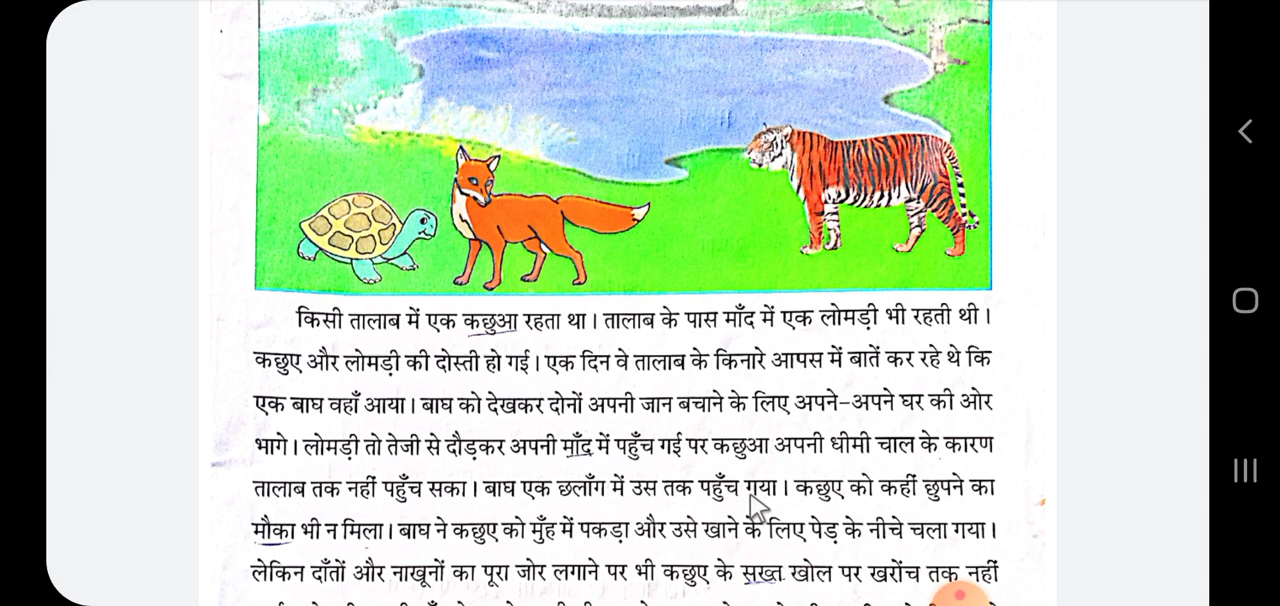 किसी तालाब में एक कछुआ रहता था। तालाब के पास माँद में एक लोमड़ी भी रहती थी।
कछुए और लोमड़ी की दोस्ती हो गई। एक दिन वे तालाब के किनारे आपस में बातें कर रहे थे कि
एक बाघ वहाँ आया। बाघ को देखकर दोनों अपनी जान बचाने के लिए अपने-अपने घर की ओर
भागे। लोमड़ी तो तेजी से दौड़कर अपनी माँद में पहुँच गई पर कछुआ अपनी धीमी चाल के कारण
तालाब तक नहीं पहुँच सका। बाघ एक छलाँग में उस तक पहुँच गया। कछुए को कहीं छुपने का
मौका भी न मिला। बाघ ने कछुए को मुँह में पकड़ा और उसे खाने के लिए पेड़ के नीचे चला गया।
लेकिन दाँतों और नाखूनों का पूरा जोर लगाने पर भी कछुए के सख्त खोल पर खरोंच तक नहीं